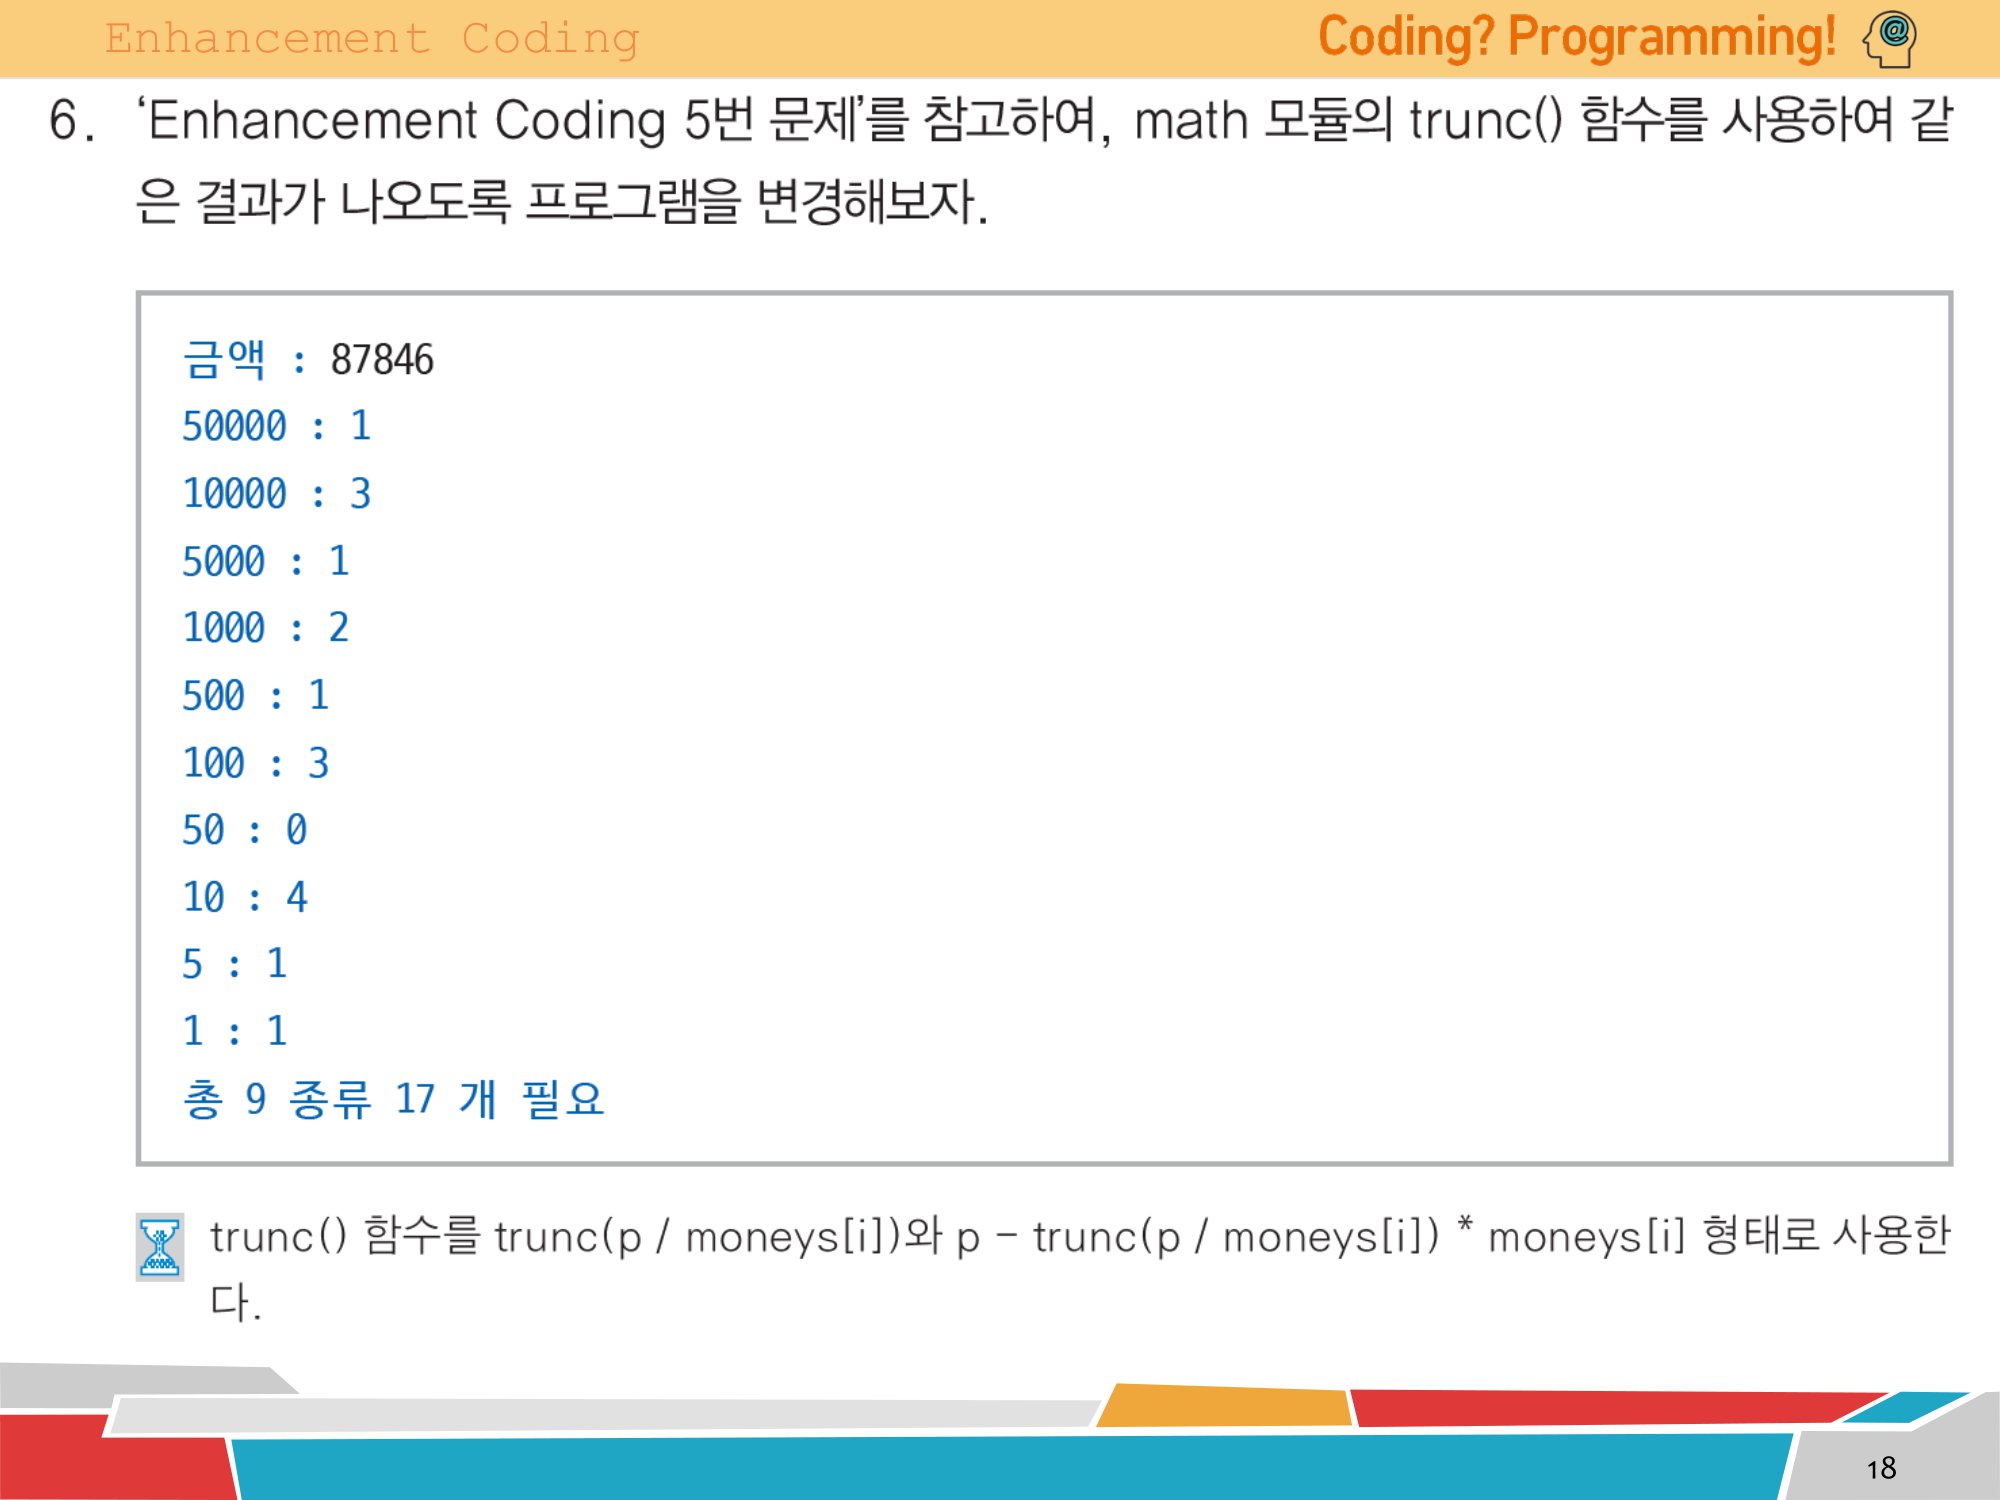 Enhancement Coding
Coding? Programming!
6. ‘Enhancement Coding 5번 문제’를 참고하여, math 모듈의 trunc() 함수를 사용하여 같
은 결과가 나오도록 프로그램을 변경해보자.
금액 : 87846
50000 : 1
10000 : 3
5000 : 1
1000 : 2
500 : 1
100 : 3
50 : 0
10 : 4
5 : 1
1 : 1
총 9 종류 17 개 필요
trunc() 함수를 trunc(p / moneys[i])와 p - trunc(p / moneys[i]) * moneys[i] 형태로 사용한
다.
18